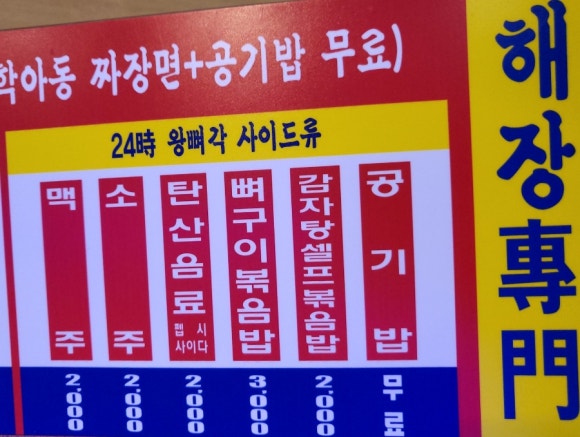 학아동 짜장면+공기밥 무료)
24時 왕뼈각 사이드류
맥주
2.000
소주
2.000
탄산음료
펩시
사이다
2.000
뼈구이볶음밥
3.000
감자탕셀프볶음밥
2.000
공기밥
무료
해장專門